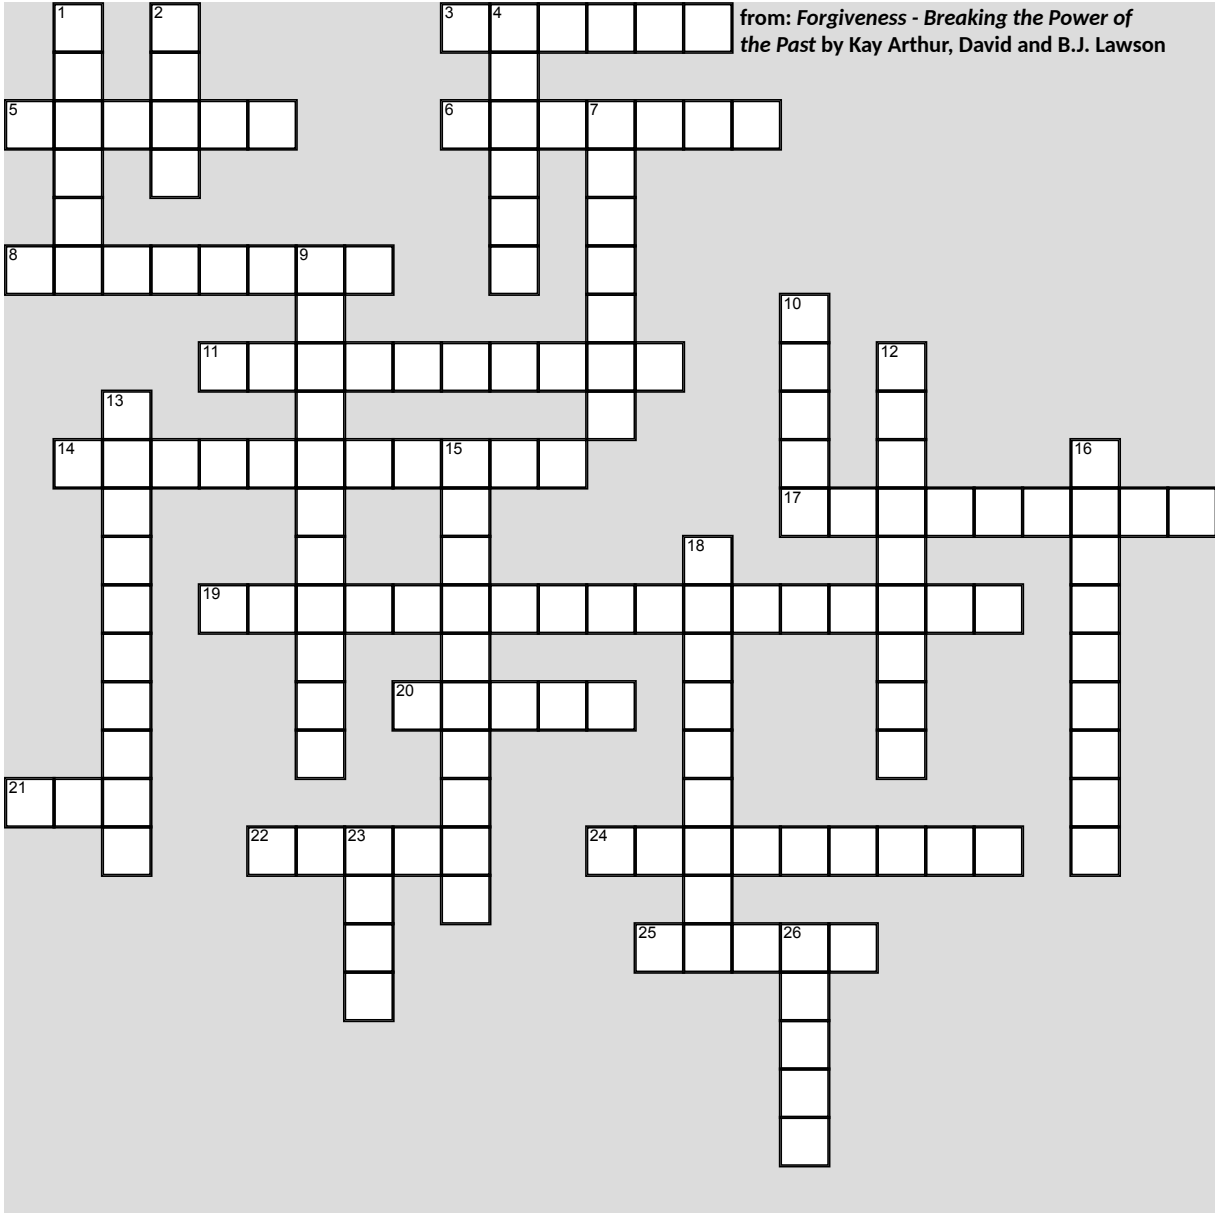 1 2 3 4 from: Forgiveness - Breaking the Power of
the Past by Kay Arthur, David and B.J. Lawson
5 6 7
8 9
10
11 12
13
14 15 16
17
18
19
20
21
22 23 24
25 26